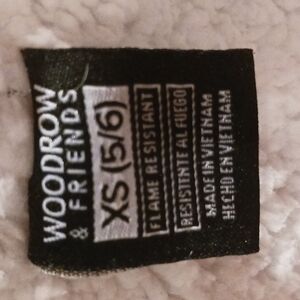 WOODROW
& FRIENDS
XS (5/6)
FLAME RESISTANT
RESISTENTE AL FUEGO
MADE IN VIETNAM
HECHO EN VIETNAM